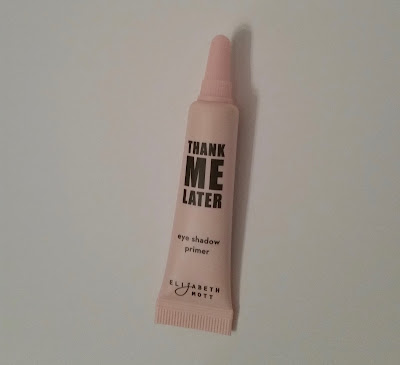 THANK
ME
LATER
eye shadow
primer
ELIZABETH
MOTT